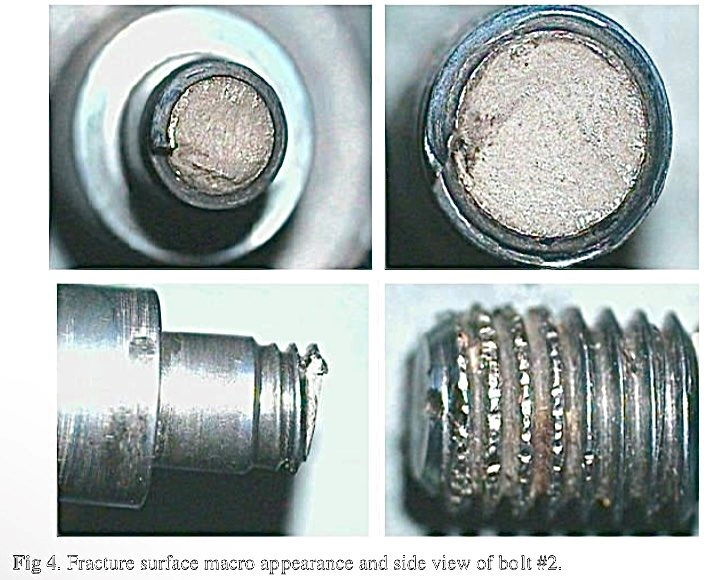 Fig 4. Fracture surface macro appearance and side view of bolt #2.